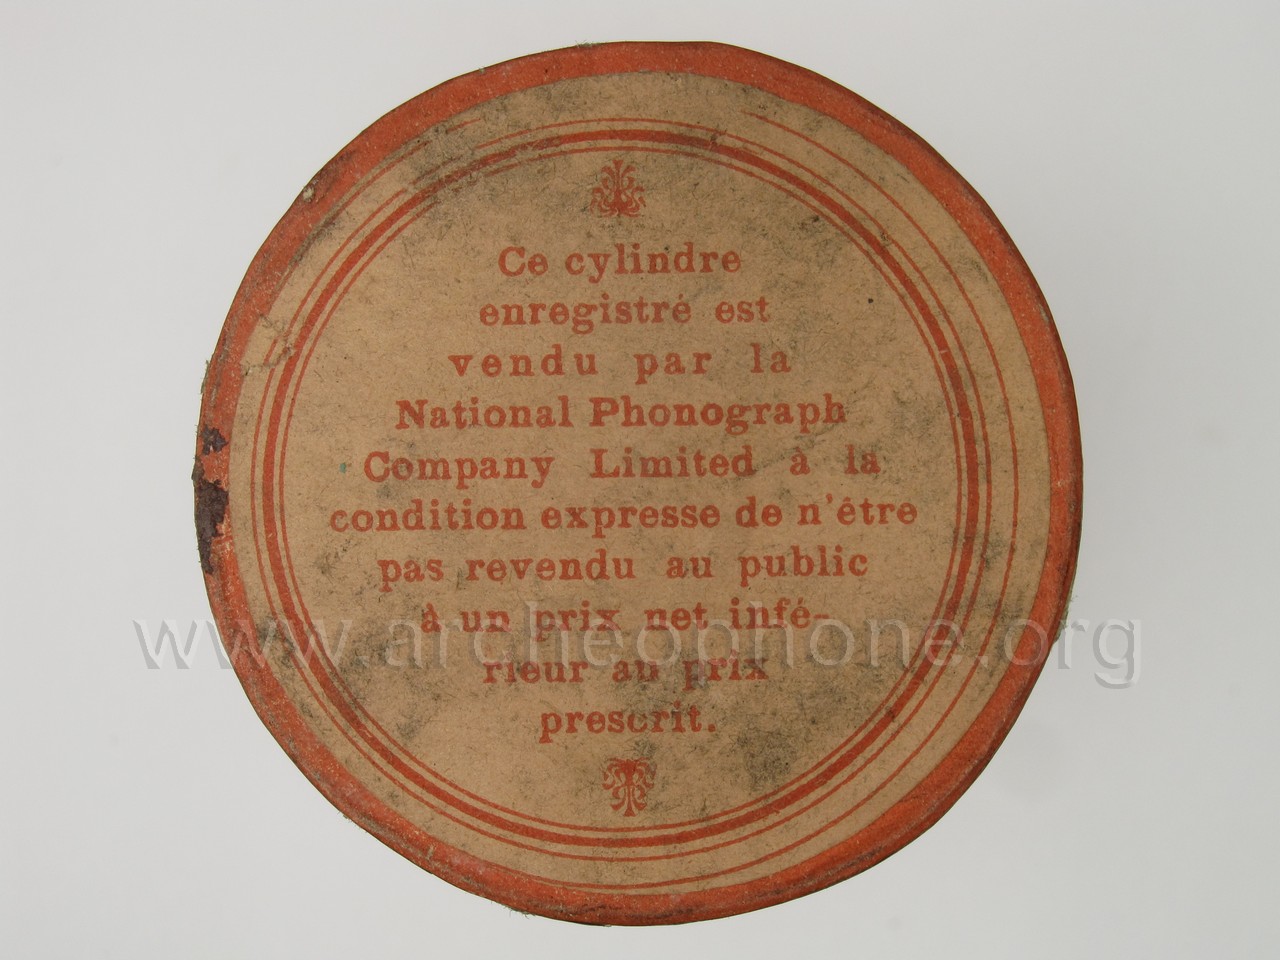 Ce cylindre
enregistré est
vendu par la
National Phonograph
Company Limited à la
condition expresse de n'être
pas revendu au public
à un prix net infé-
rieur au prix
prescrit.
www.archeophone.org